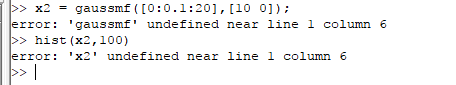 >> x2 = gaussmf([0:0.1:20],[10 0]);
error: 'gaussmf' undefined near line 1 column 6
>> hist(x2,100)
error: 'x2' undefined near line 1 column 6
>>